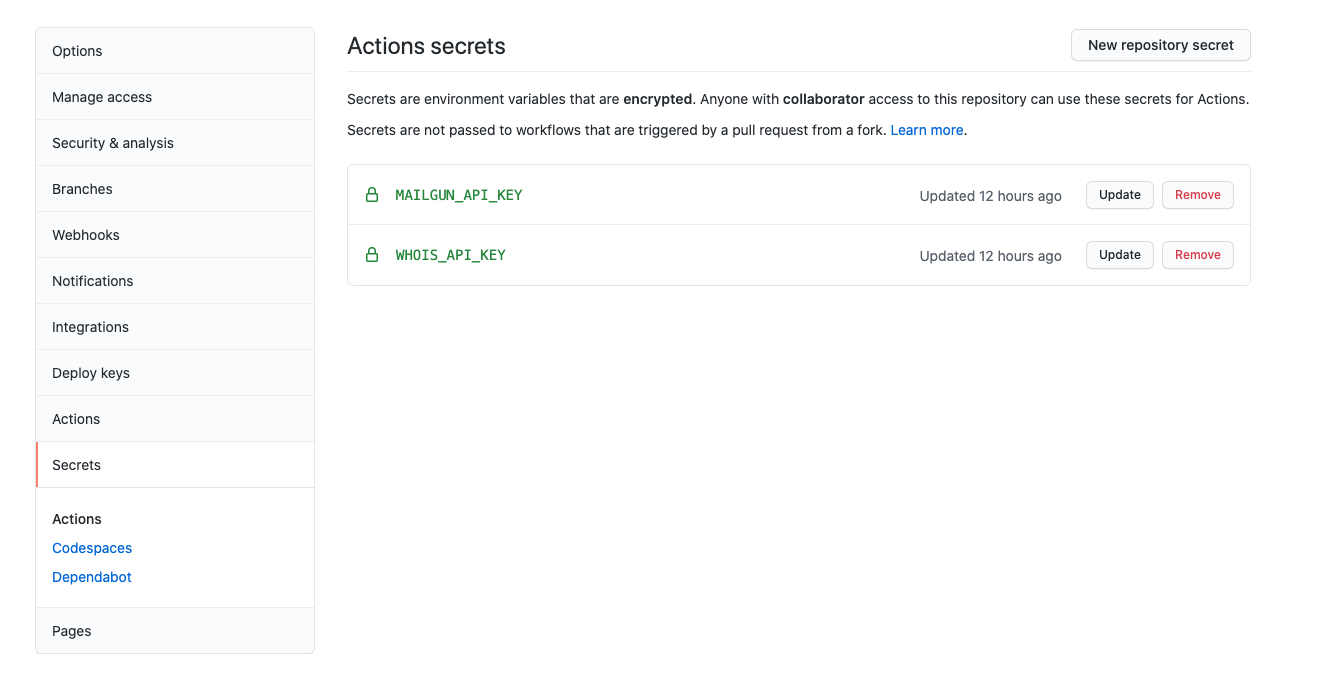 Options
Manage access
Security & analysis
Branches
Webhooks
Notifications
Integrations
Deploy keys
Actions
Secrets
Actions
Codespaces
Dependabot
Pages
Actions secrets
New repository secret
Secrets are environment variables that are encrypted. Anyone with collaborator access to this repository can use these secrets for Actions.
Secrets are not passed to workflows that are triggered by a pull request from a fork. Learn more.
MAILGUN_API_KEY Updated 12 hours ago Update Remove
WHOIS_API_KEY Updated 12 hours ago Update Remove